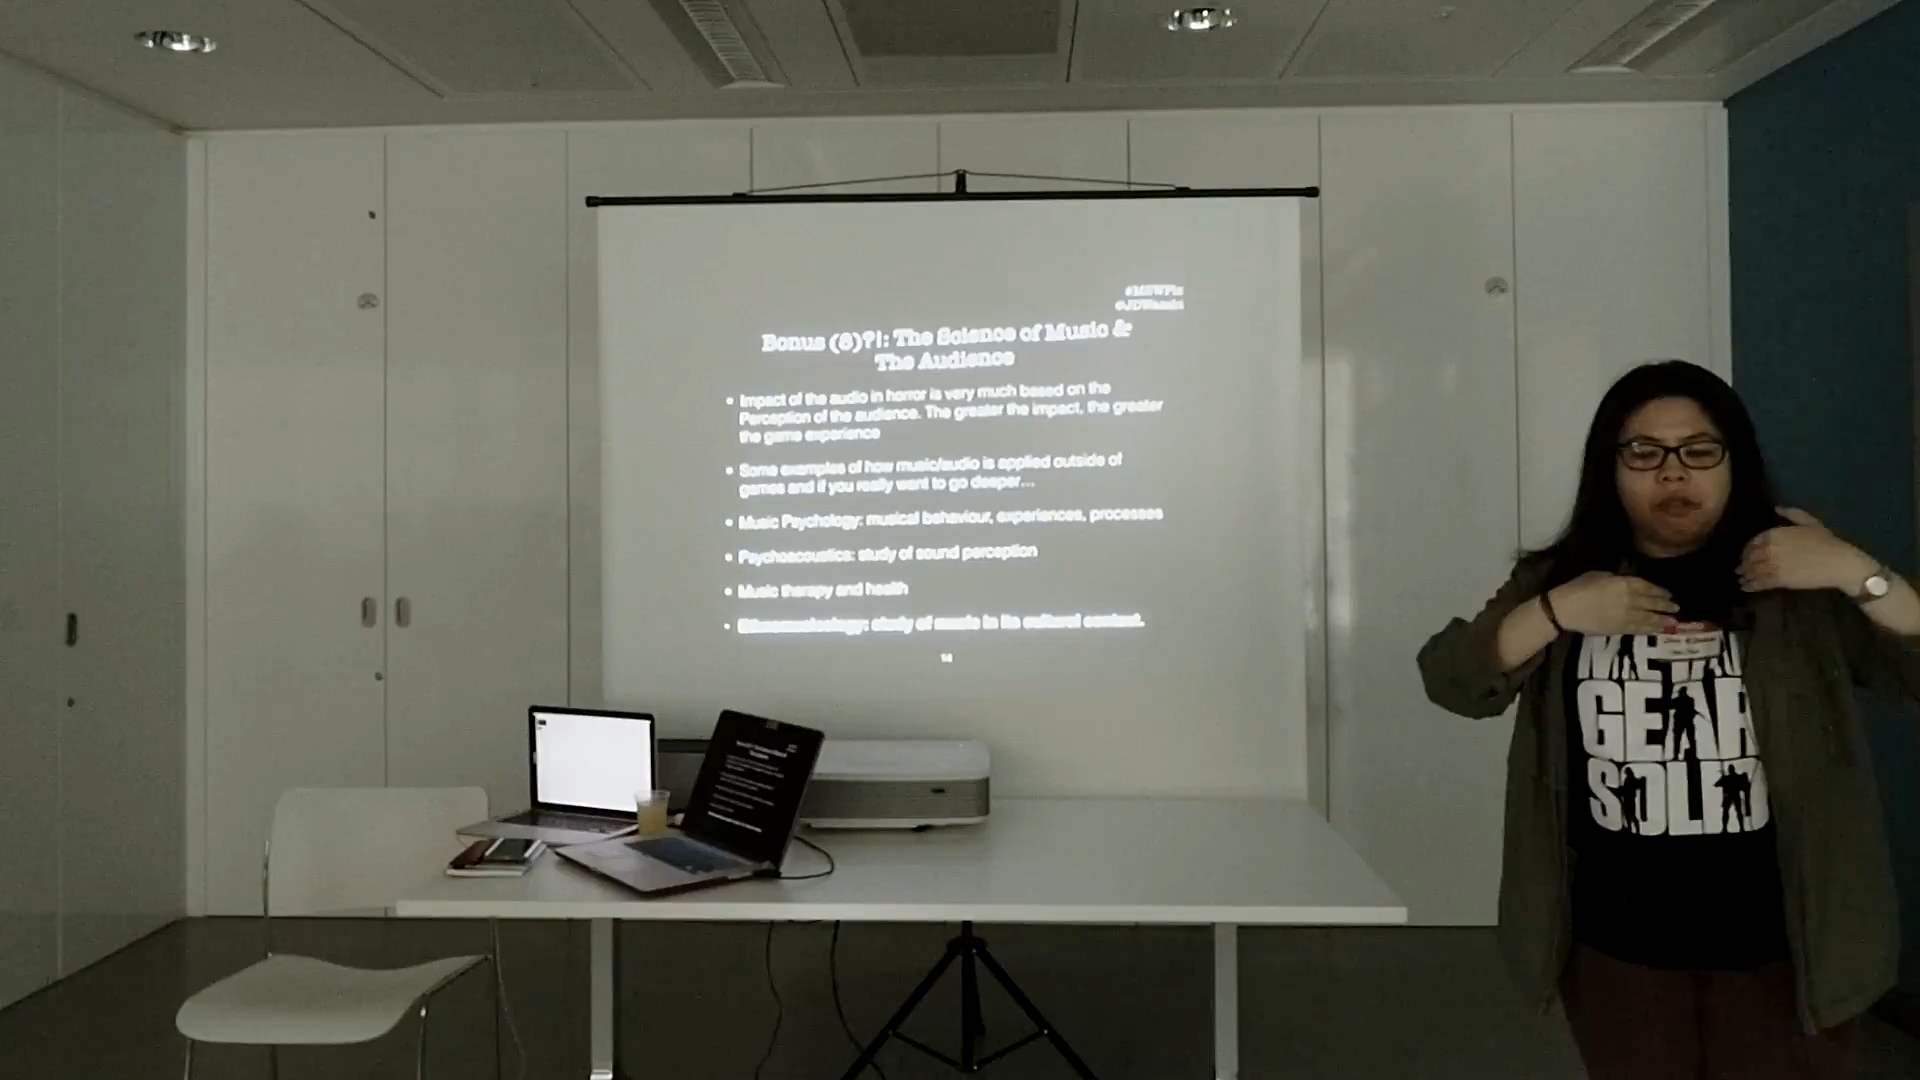 Bonus (8)?!: The Science of Music &
The Audience
• Impact of the audio in horror is very much based on the
Perception of the audience. The greater the impact, the greater
the game experience
• Some examples of how music/audio is applied outside of
games and if you really want to go deeper...
• Music Psychology: musical behaviour, experiences, processes
• Psychoacoustics: study of sound perception
• Music therapy and health
• Ethnomusicology: study of music in its cultural context.
METAL
GEAR
SOLID